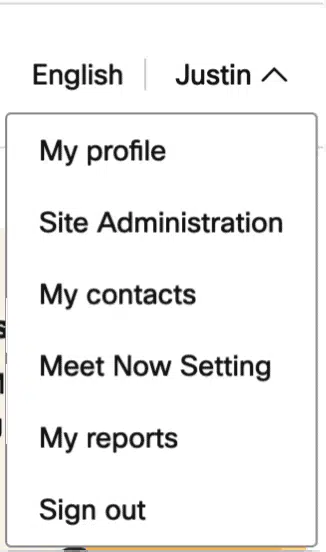 English
Justin
My profile
Site Administration
My contacts
Meet Now Setting
My reports
Sign out